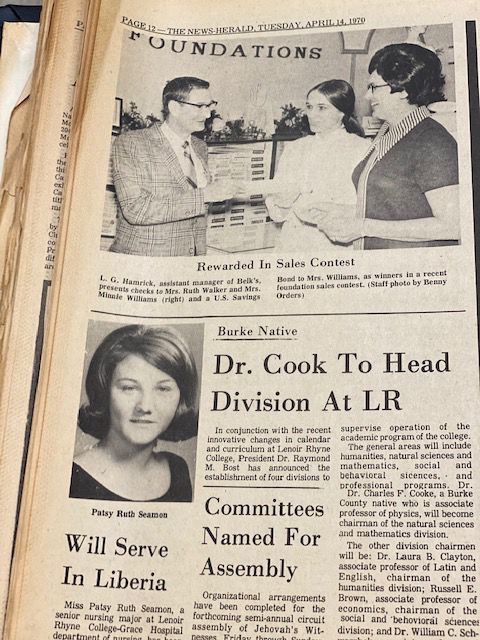 PAGE 12 — THE NEWS-HERALD, TUESDAY, APRIL 14, 1970
FOUNDATIONS
Rewarded In Sales Contest
L. G. Hamrick, assistant manager of Belk's,
presents checks to Mrs. Ruth Walker and Mrs.
Minnie Williams (right) and a U.S. Savings
Bond to Mrs. Williams, as winners in a recent
foundation sales contest. (Staff photo by Benny
Orders)
Patsy Ruth Seamon
Will Serve
In Liberia
Miss Patsy Ruth Seamon, a
senior nursing major at Lenoir
Rhyne College-Grace Hospital
department of nursing, has been
Burke Native
Dr. Cook To Head
Division At LR
In conjunction with the recent
innovative changes in calendar
and curriculum at Lenoir Rhyne
College, President Dr. Raymond
M. Bost has announced the
establishment of four divisions to
supervise operation of the
academic program of the college.
The general areas will include
humanities, natural sciences and
mathematics, social and
behavioral sicences, and
professional programs. Dr.
Dr. Charles F. Cooke, a Burke
County native who is associate
professor of physics, will become
chairman of the natural sciences
and mathematics division.
The other division chairmen
will be: Dr. Laura B. Clayton,
associate professor of Latin and
English, chairman of the
humanities division; Russell E.
Brown, associate professor of
economics, chairman of the
social and behavioral sciences
division; and Dr. William C. Sch
Committees
Named For
Assembly
Organizational arrangements
have been completed for the
forthcoming semi-annual circuit
assembly of Jehovah's Wit-
nesses, Friday through Sunday